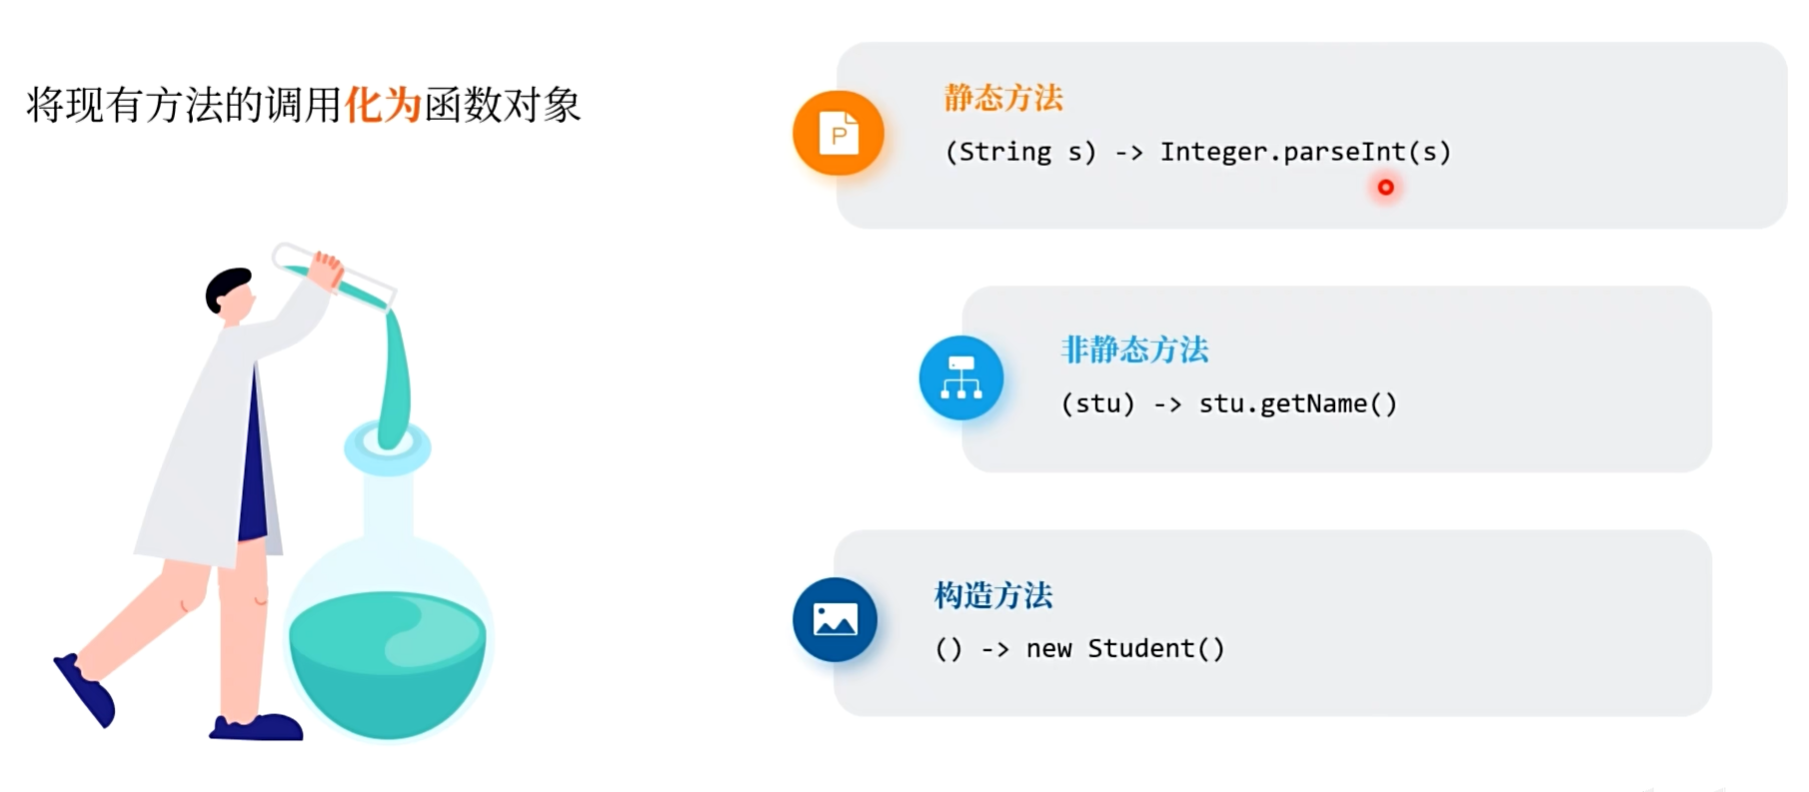 将现有方法的调用化为函数对象
静态方法
(String s) -> Integer.parseInt(s)
非静态方法
(stu) -> stu.getName()
构造方法
() -> new Student()
P